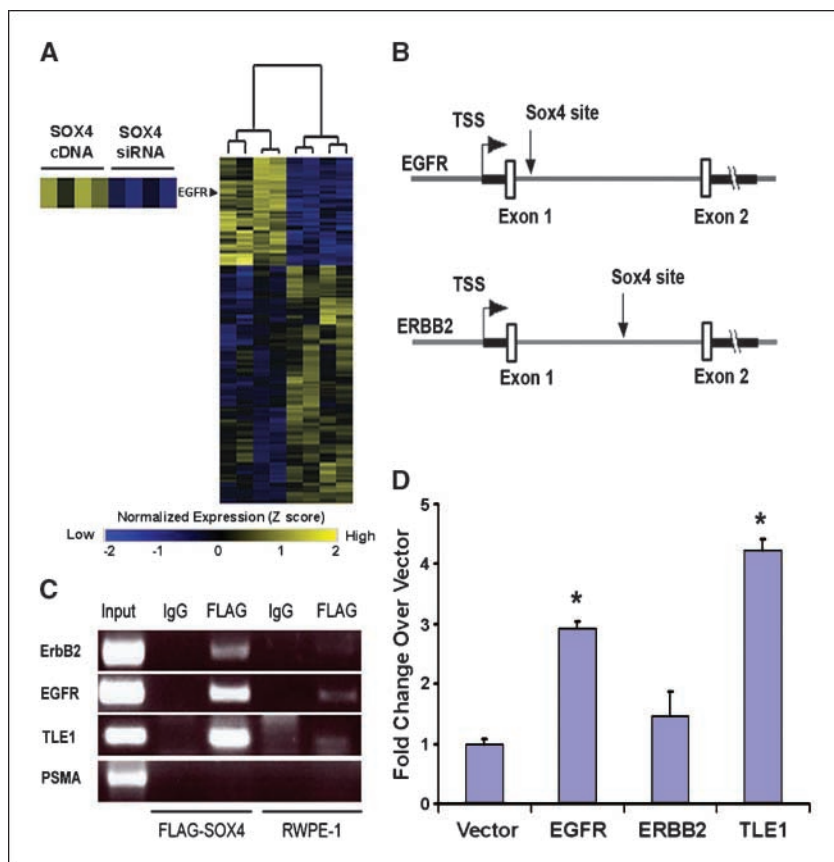 A
SOX4 SOX4
cDNA siRNA
EGFR
Normalized Expression (Z score)
Low High
-2 -1 0 1 2
B
TSS Sox4 site
EGFR
Exon 1 Exon 2
TSS Sox4 site
ERBB2
Exon 1 Exon 2
C
Input IgG FLAG IgG FLAG
ErbB2
EGFR
TLE1
PSMA
FLAG-SOX4 RWPE-1
D
Fold Change Over Vector
5
4
3
2
1
0
* *
Vector EGFR ERBB2 TLE1